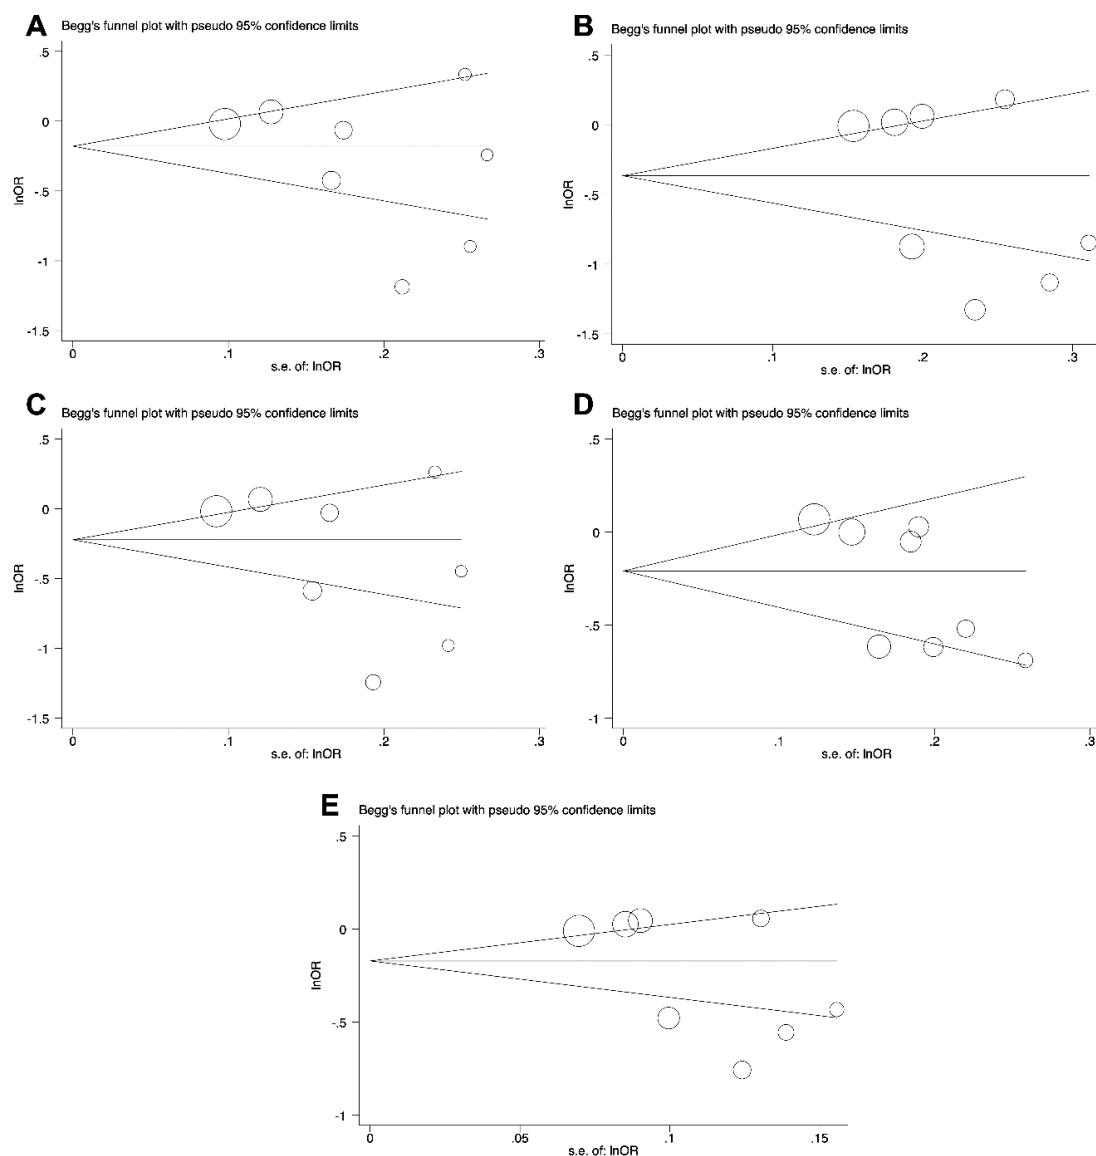 A Begg's funnel plot with pseudo 95% confidence limits
.5
0
-.5
-1
-1.5
lnOR
0 .1 .2 .3
s.e. of: lnOR
B Begg's funnel plot with pseudo 95% confidence limits
.5
0
-.5
-1
-1.5
lnOR
0 .1 .2 .3
s.e. of: lnOR
C Begg's funnel plot with pseudo 95% confidence limits
.5
0
-.5
-1
-1.5
lnOR
0 .1 .2 .3
s.e. of: lnOR
D Begg's funnel plot with pseudo 95% confidence limits
.5
0
-.5
-1
lnOR
0 .1 .2 .3
s.e. of: lnOR
E Begg's funnel plot with pseudo 95% confidence limits
.5
0
-.5
-1
lnOR
0 .05 .1 .15
s.e. of: lnOR